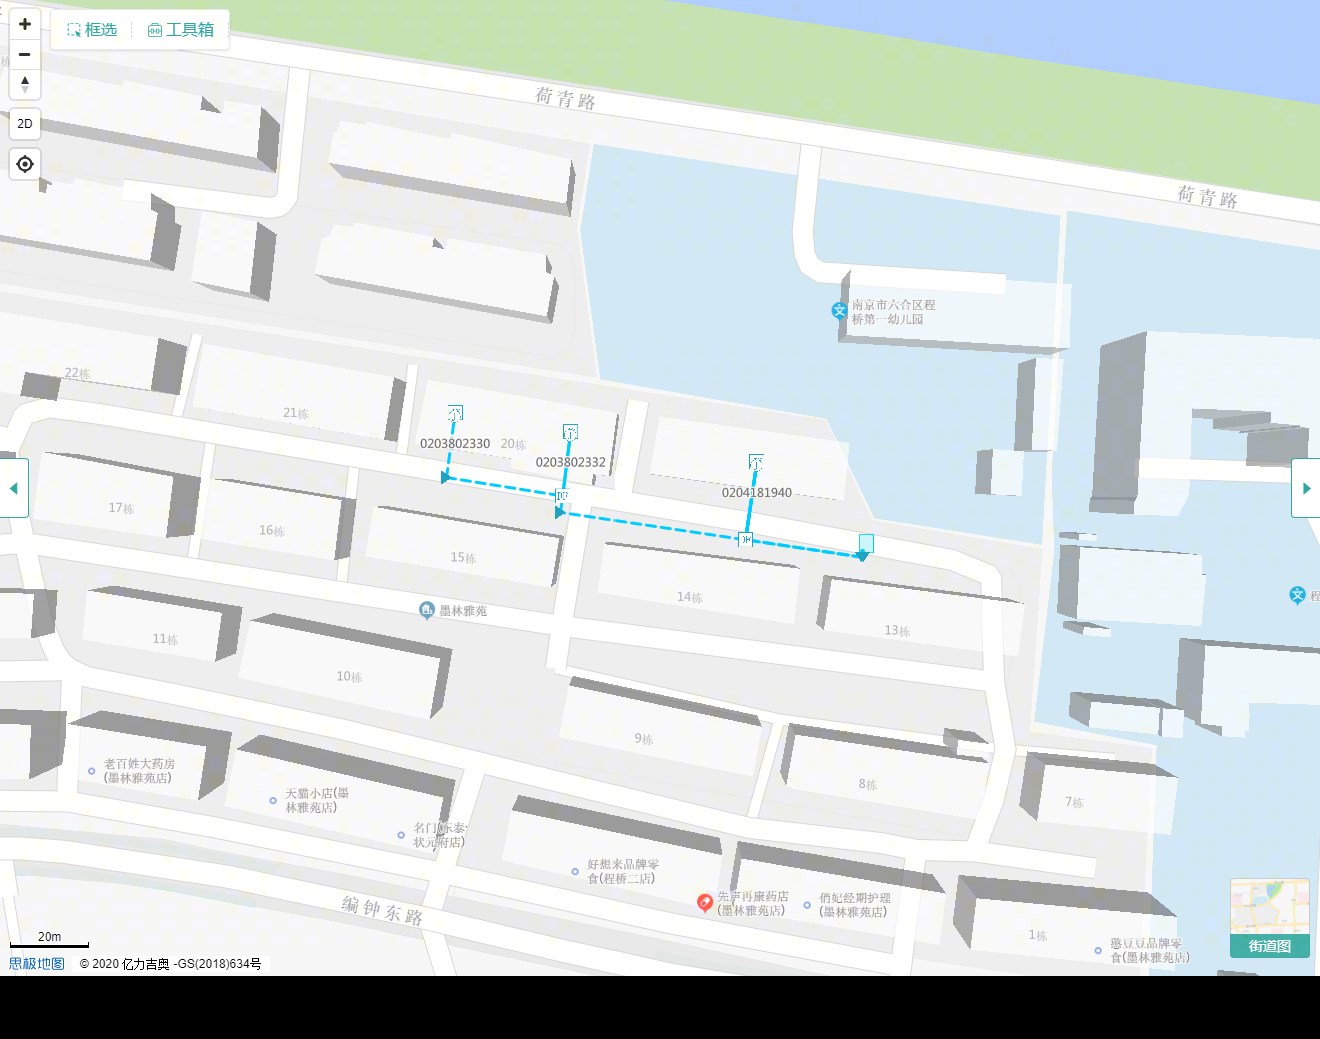 框选
工具箱
2D
荷青路
荷青路
南京市六合区程
桥第一幼儿园
22栋
21栋
20栋
0203802330
0203802332
0204181940
17栋
16栋
15栋
14栋
13栋
墨林雅苑
11栋
10栋
9栋
8栋
7栋
老百姓大药房
(墨林雅苑店)
天猫小店(墨
林雅苑店)
名门(东泰·
状元府店)
好想来品牌零
食(程桥二店)
先声再康药店
(墨林雅苑店)
俏妃经期护理
(墨林雅苑店)
1栋
憨豆豆品牌零
食(墨林雅苑店)
编钟东路
程
20m
思极地图
© 2020 亿力吉奥 -GS(2018)634号
街道图